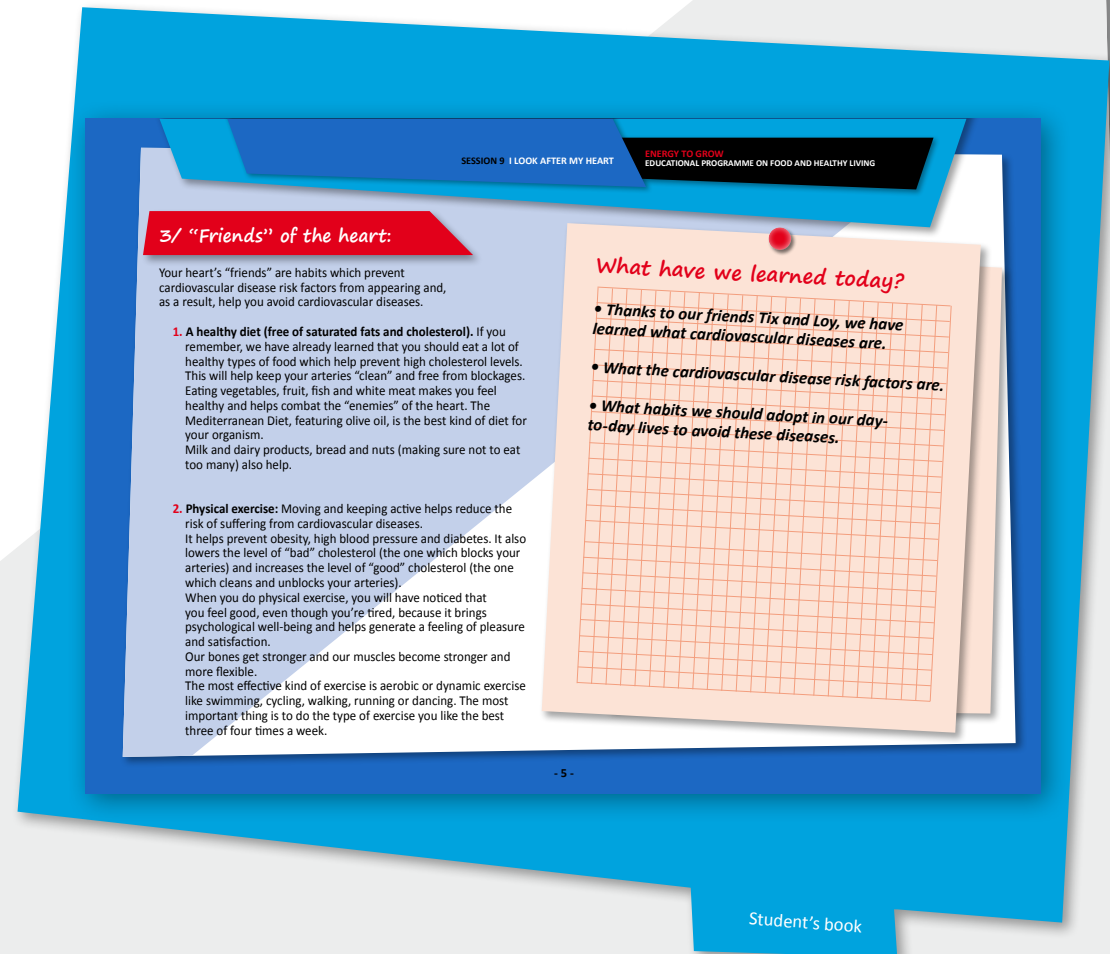 SESSION 9 I LOOK AFTER MY HEART
ENERGY TO GROW
EDUCATIONAL PROGRAMME ON FOOD AND HEALTHY LIVING
3/ “Friends” of the heart:
Your heart’s “friends” are habits which prevent
cardiovascular disease risk factors from appearing and,
as a result, help you avoid cardiovascular diseases.
1. A healthy diet (free of saturated fats and cholesterol). If you
remember, we have already learned that you should eat a lot of
healthy types of food which help prevent high cholesterol levels.
This will help keep your arteries “clean” and free from blockages.
Eating vegetables, fruit, fish and white meat makes you feel
healthy and helps combat the “enemies” of the heart. The
Mediterranean Diet, featuring olive oil, is the best kind of diet for
your organism.
Milk and dairy products, bread and nuts (making sure not to eat
too many) also help.
2. Physical exercise: Moving and keeping active helps reduce the
risk of suffering from cardiovascular diseases.
It helps prevent obesity, high blood pressure and diabetes. It also
lowers the level of “bad” cholesterol (the one which blocks your
arteries) and increases the level of “good” cholesterol (the one
which cleans and unblocks your arteries).
When you do physical exercise, you will have noticed that
you feel good, even though you’re tired, because it brings
psychological well-being and helps generate a feeling of pleasure
and satisfaction.
Our bones get stronger and our muscles become stronger and
more flexible.
The most effective kind of exercise is aerobic or dynamic exercise
like swimming, cycling, walking, running or dancing. The most
important thing is to do the type of exercise you like the best
three of four times a week.
What have we learned today?
• Thanks to our friends Tix and Loy, we have
learned what cardiovascular diseases are.
• What the cardiovascular disease risk factors are.
• What habits we should adopt in our day-
to-day lives to avoid these diseases.
- 5 -
Student’s book